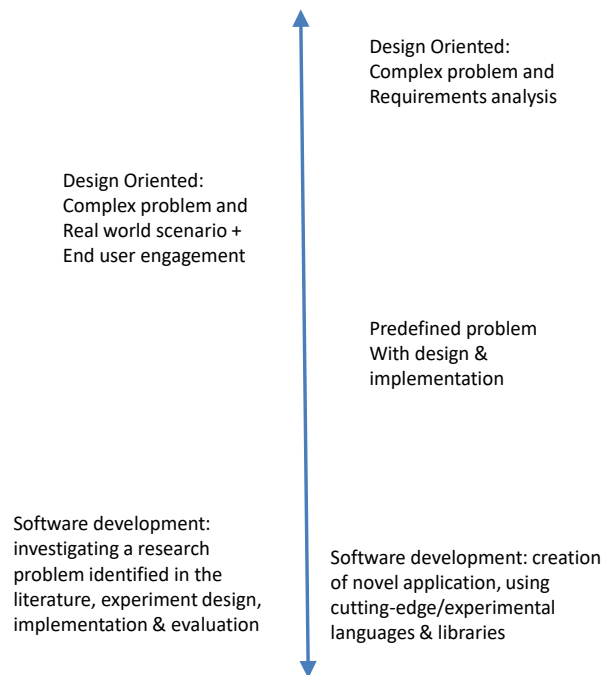 Design Oriented:
Complex problem and
Requirements analysis
Design Oriented:
Complex problem and
Real world scenario +
End user engagement
Predefined problem
With design &
implementation
Software development:
investigating a research
problem identified in the
literature, experiment design,
implementation & evaluation
Software development: creation
of novel application, using
cutting-edge/experimental
languages & libraries